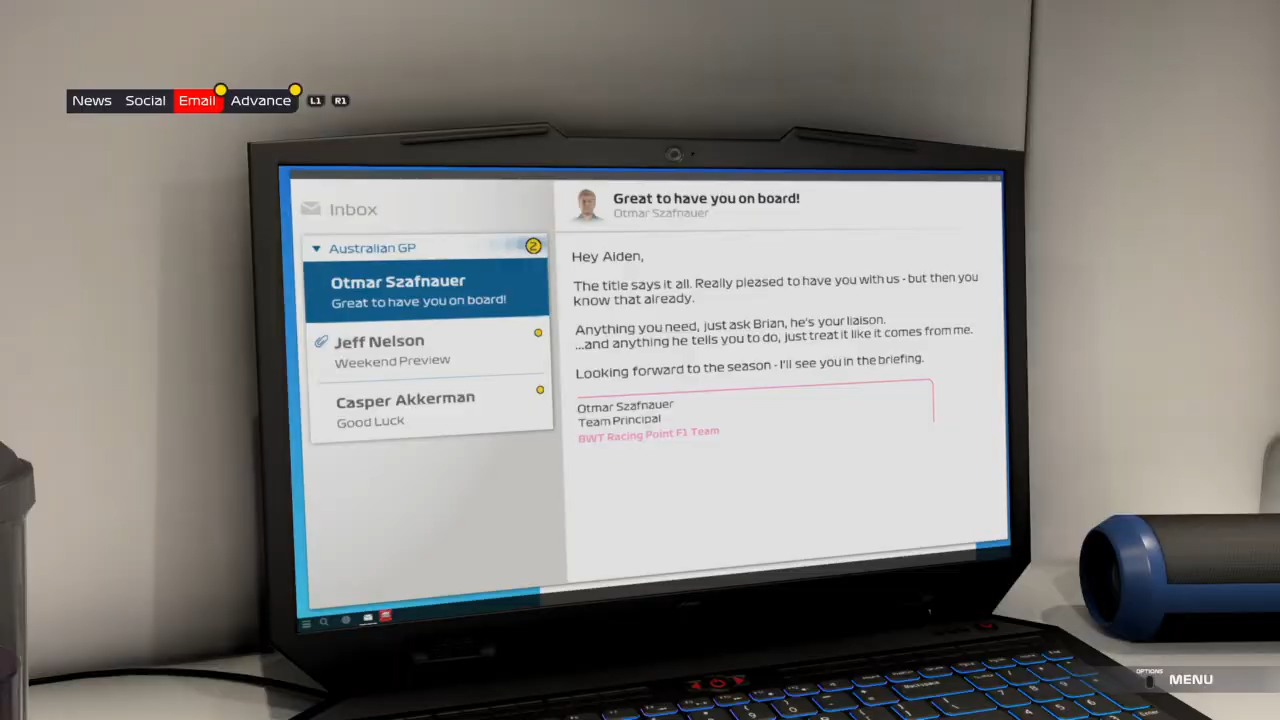 News Social Email Advance L1 R1
Inbox
Australian GP 2
Otmar Szafnauer
Great to have you on board!
Jeff Nelson
Weekend Preview
Casper Akkerman
Good Luck
Great to have you on board!
Otmar Szafnauer
Hey Aiden,
The title says it all. Really pleased to have you with us - but then you
know that already.
Anything you need, just ask Brian, he's your liaison.
...and anything he tells you to do, just treat it like it comes from me.
Looking forward to the season - I'll see you in the briefing.
Otmar Szafnauer
Team Principal
BWT Racing Point F1 Team
OPTIONS
MENU